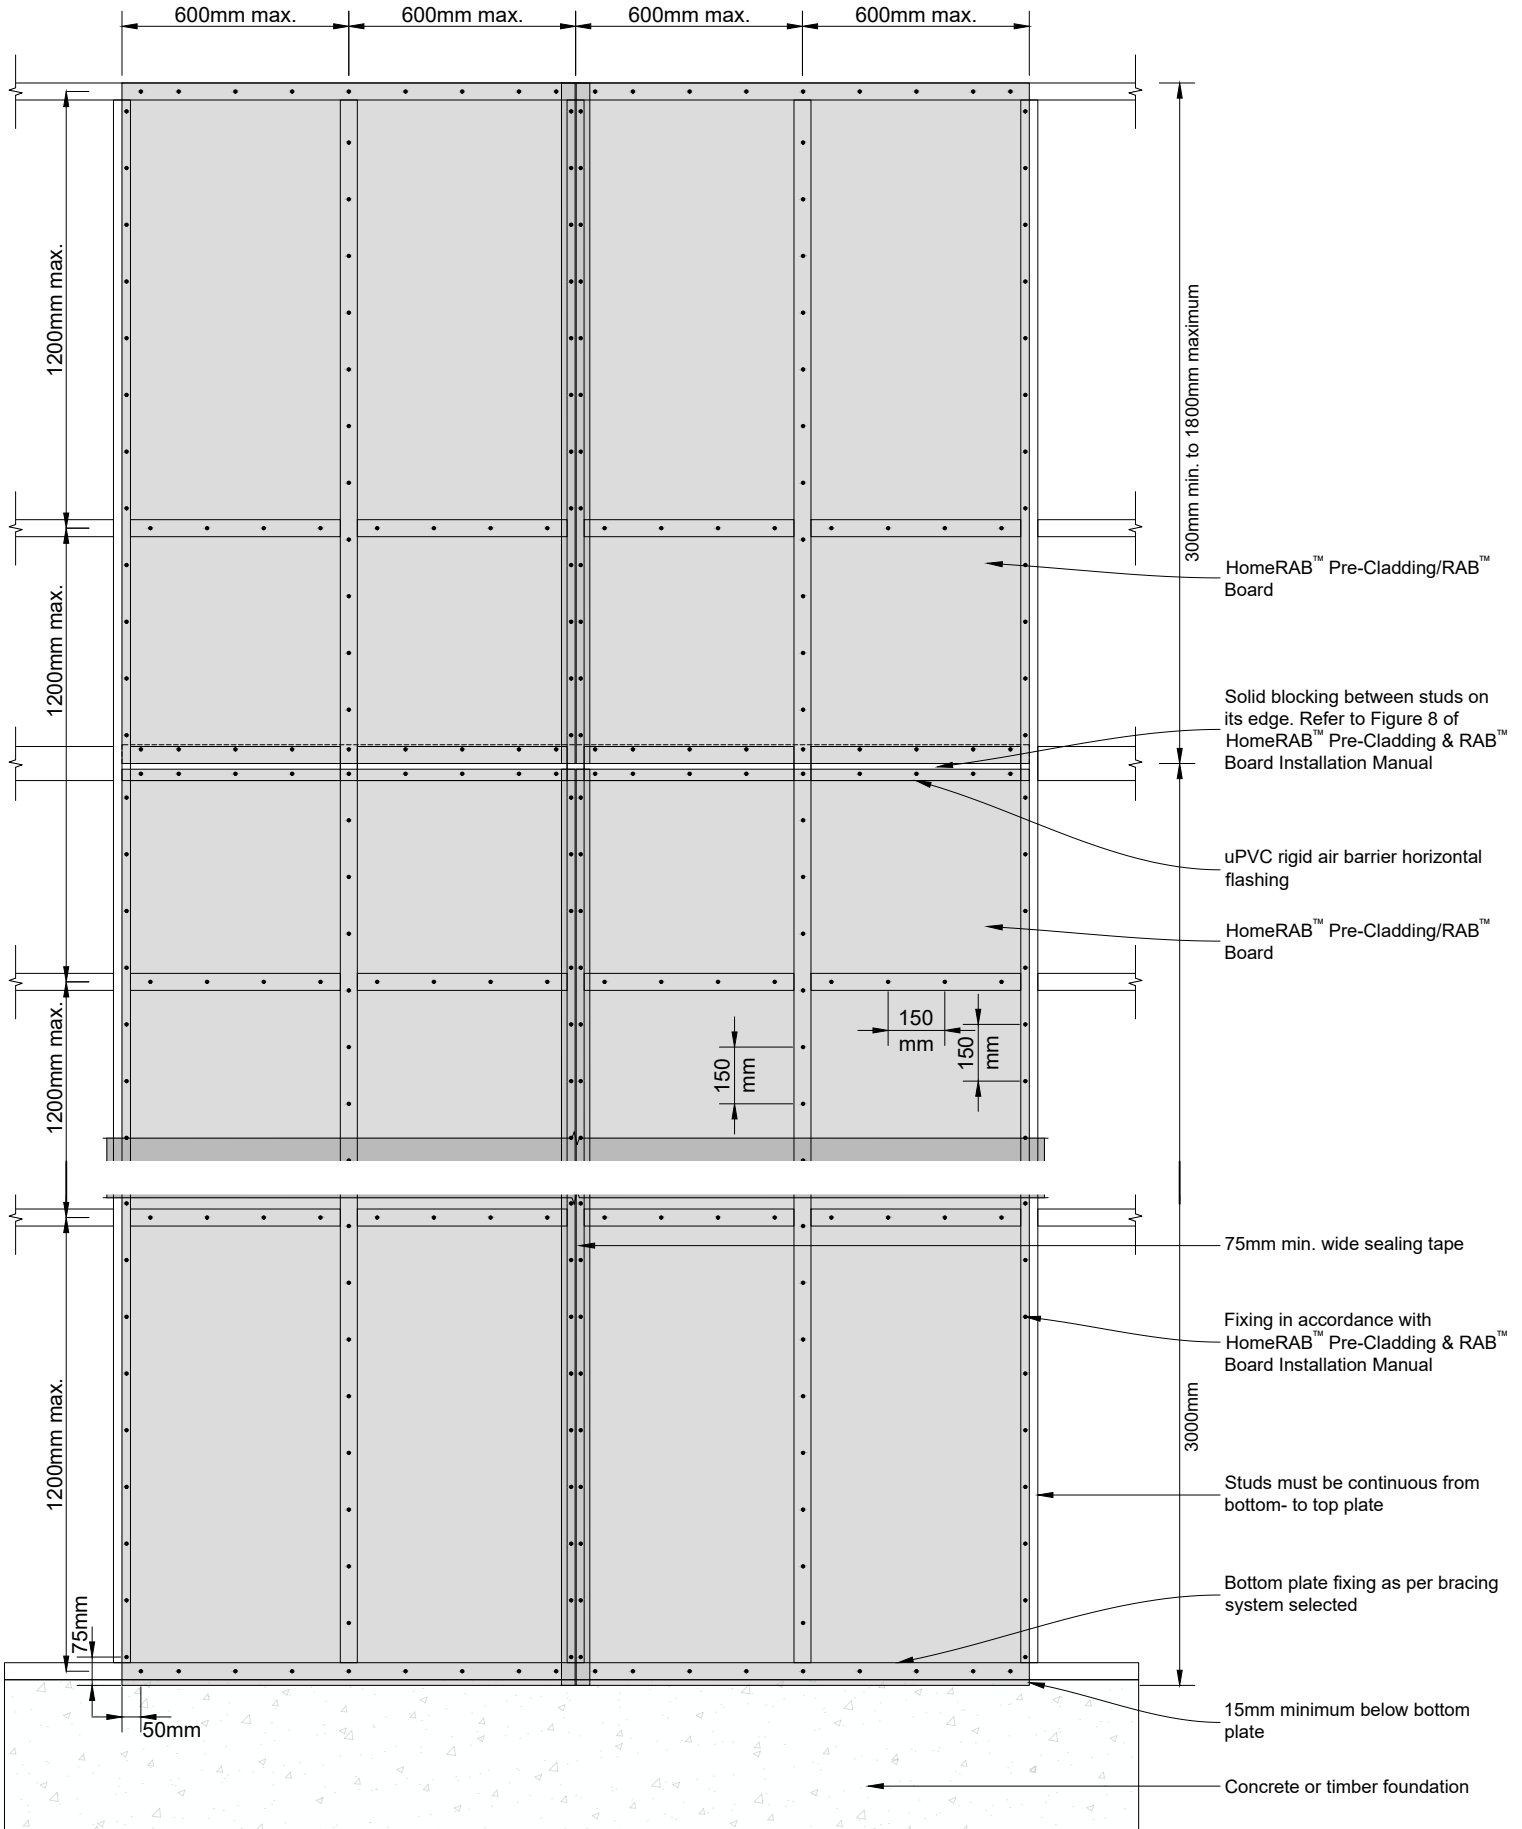 600mm max.
600mm max.
600mm max.
600mm max.
1200mm max.
300mm min. to 1800mm maximum
HomeRAB™ Pre-Cladding/RAB™
Board
1200mm max.
Solid blocking between studs on
its edge. Refer to Figure 8 of
HomeRAB™ Pre-Cladding & RAB™
Board Installation Manual
uPVC rigid air barrier horizontal
flashing
HomeRAB™ Pre-Cladding/RAB™
Board
1200mm max.
150
mm
150
mm
150
mm
75mm min. wide sealing tape
Fixing in accordance with
HomeRAB™ Pre-Cladding & RAB™
Board Installation Manual
1200mm max.
3000mm
Studs must be continuous from
bottom- to top plate
Bottom plate fixing as per bracing
system selected
75mm
50mm
15mm minimum below bottom
plate
Concrete or timber foundation